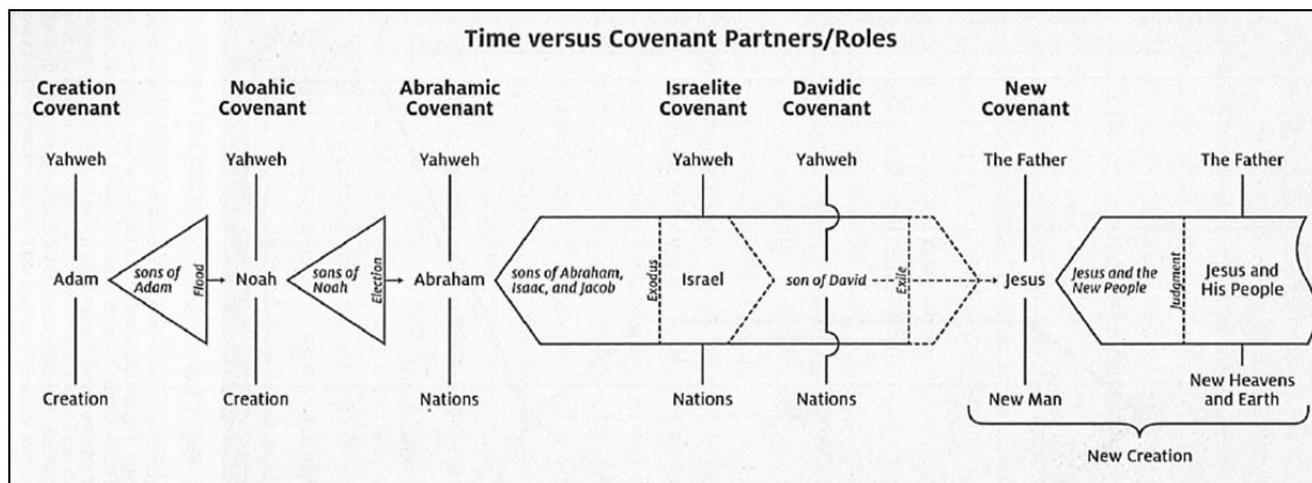 Time versus Covenant Partners/Roles
Creation
Covenant
Noahic
Covenant
Abrahamic
Covenant
Israelite
Covenant
Davidic
Covenant
New
Covenant
Yahweh
Yahweh
Yahweh
Yahweh
Yahweh
The Father
The Father
Adam
sons of
Adam
Flood
Noah
sons of
Noah
Election
Abraham
sons of Abraham,
Isaac, and Jacob
Exodus
Israel
son of David
Exile
Jesus
Jesus and the
New People
Judgment
Jesus and
His People
Creation
Creation
Nations
Nations
Nations
New Man
New Heavens
and Earth
New Creation